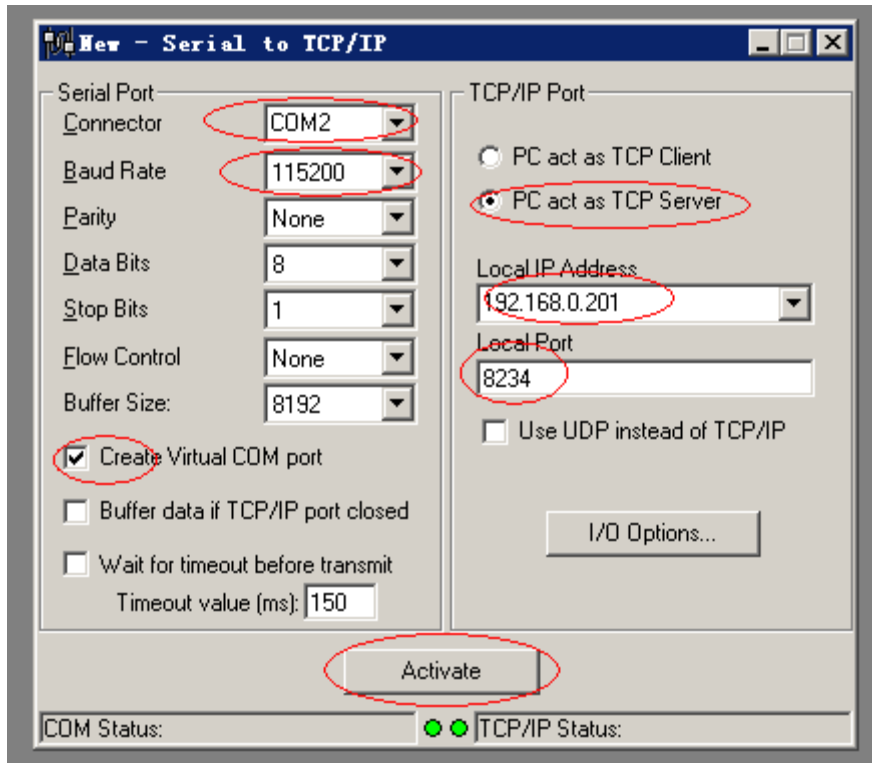 New - Serial to TCP/IP
Serial Port
Connector COM2
Baud Rate 115200
Parity None
Data Bits 8
Stop Bits 1
Flow Control None
Buffer Size: 8192
Create Virtual COM port
Buffer data if TCP/IP port closed
Wait for timeout before transmit
Timeout value (ms): 150
TCP/IP Port
PC act as TCP Client
PC act as TCP Server
Local IP Address
192.168.0.201
Local Port
8234
Use UDP instead of TCP/IP
I/O Options...
Activate
COM Status:
TCP/IP Status: